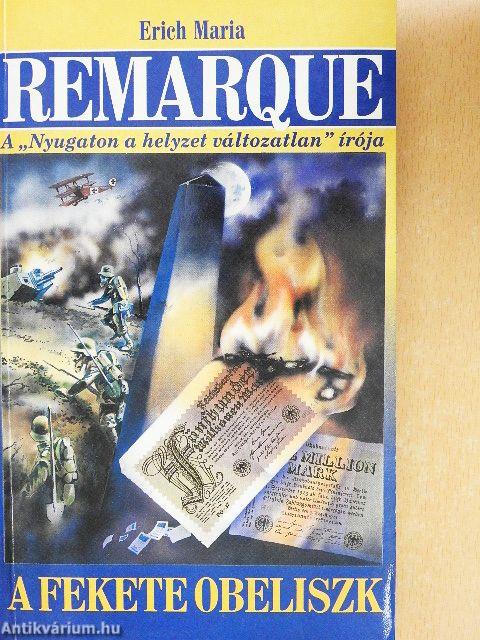 Erich Maria
REMARQUE
A „Nyugaton a helyzet változatlan” írója
MILLION
MARK
A FEKETE OBELISZK
Antikvárium.hu